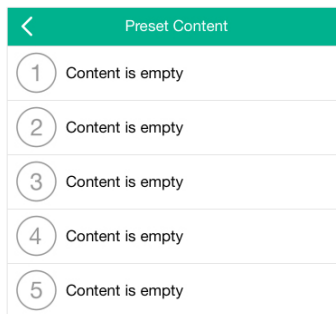 Preset Content
1 Content is empty
2 Content is empty
3 Content is empty
4 Content is empty
5 Content is empty